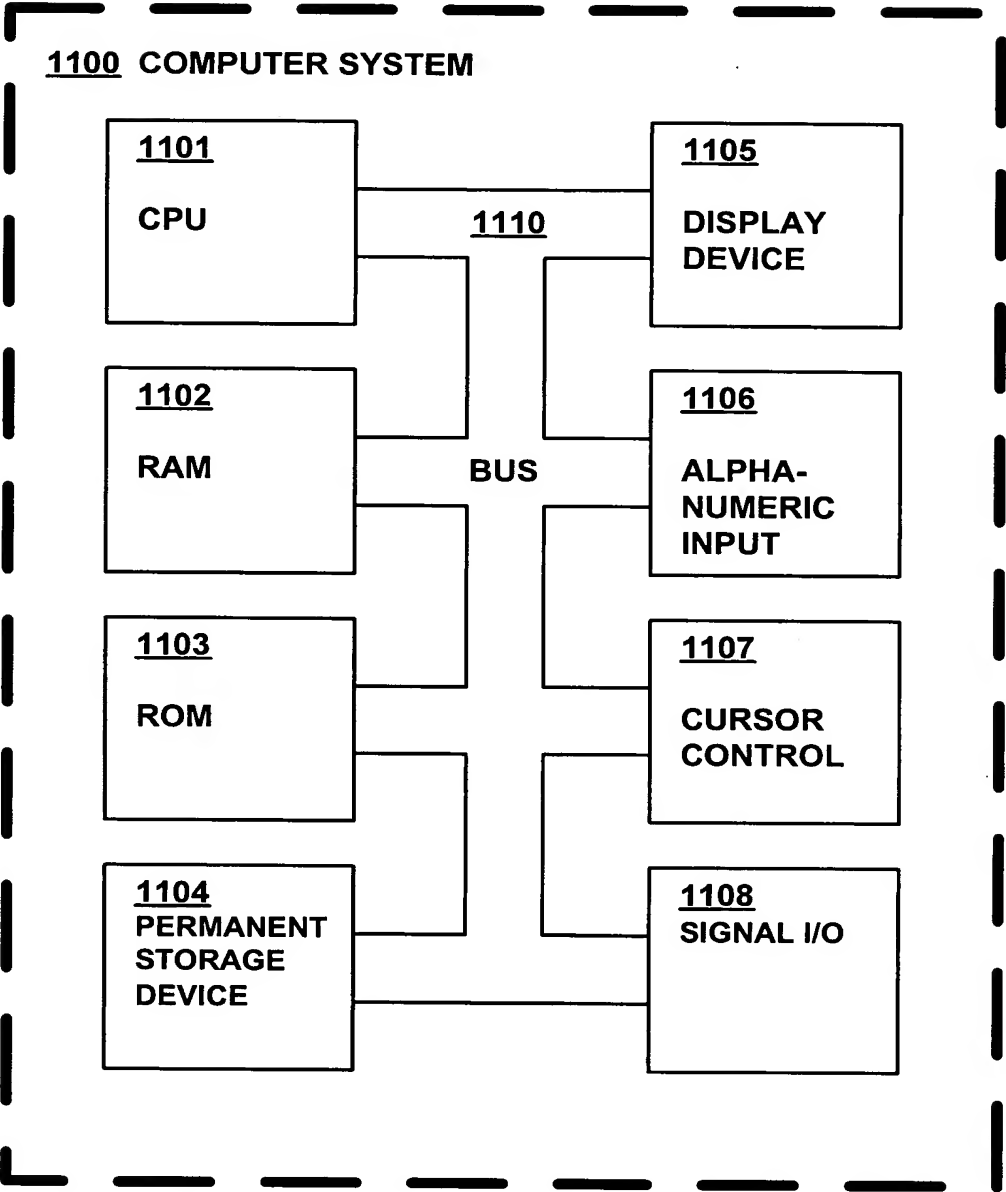 1100 COMPUTER SYSTEM
1101
CPU
1105
DISPLAY
DEVICE
1110
1102
RAM
1106
ALPHA-
NUMERIC
INPUT
BUS
1103
ROM
1107
CURSOR
CONTROL
1104
PERMANENT
STORAGE
DEVICE
1108
SIGNAL I/O